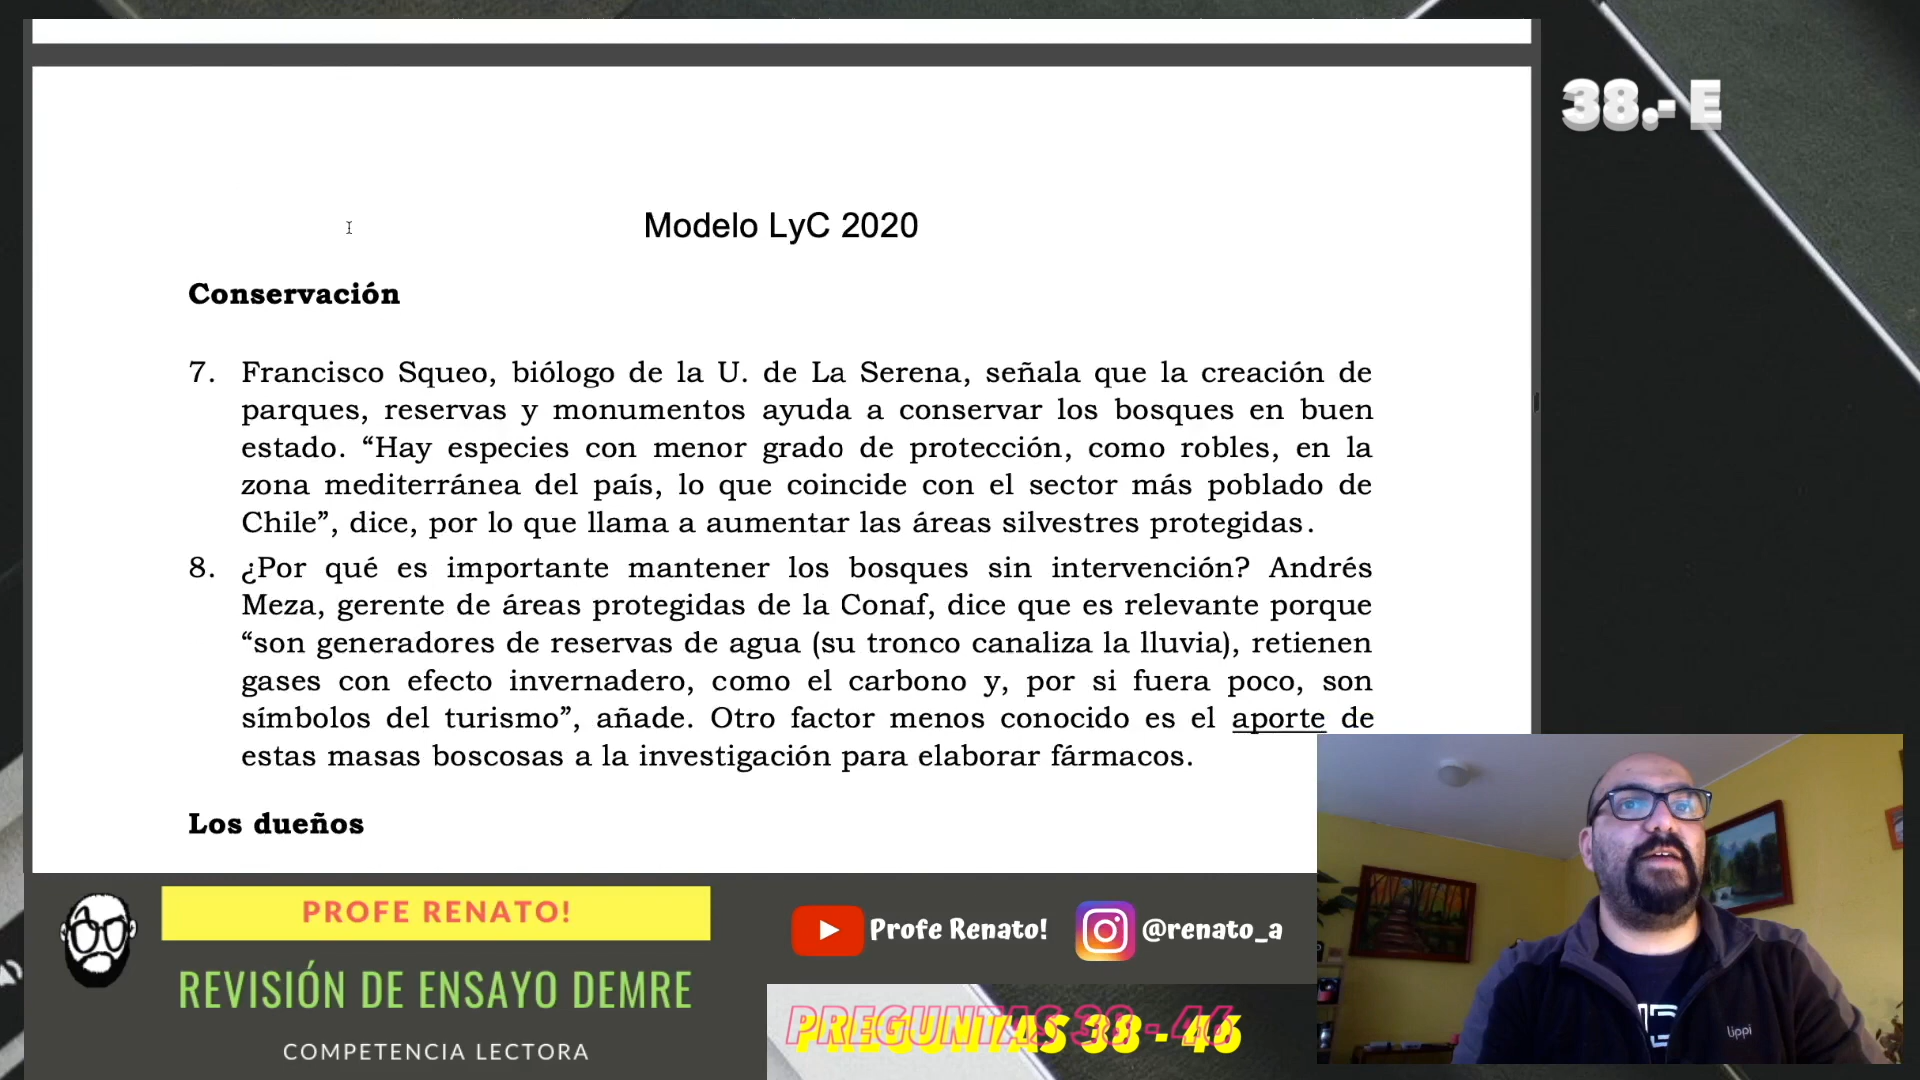 38.- E
Modelo LyC 2020
Conservación
7. Francisco Squeo, biólogo de la U. de La Serena, señala que la creación de
parques, reservas y monumentos ayuda a conservar los bosques en buen
estado. “Hay especies con menor grado de protección, como robles, en la
zona mediterránea del país, lo que coincide con el sector más poblado de
Chile”, dice, por lo que llama a aumentar las áreas silvestres protegidas.
8. ¿Por qué es importante mantener los bosques sin intervención? Andrés
Meza, gerente de áreas protegidas de la Conaf, dice que es relevante porque
“son generadores de reservas de agua (su tronco canaliza la lluvia), retienen
gases con efecto invernadero, como el carbono y, por si fuera poco, son
símbolos del turismo”, añade. Otro factor menos conocido es el aporte de
estas masas boscosas a la investigación para elaborar fármacos.
Los dueños
PROFE RENATO!
REVISIÓN DE ENSAYO DEMRE
COMPETENCIA LECTORA
Profe Renato!
@renato_a
PREGUNTAS 38 - 46
lippi